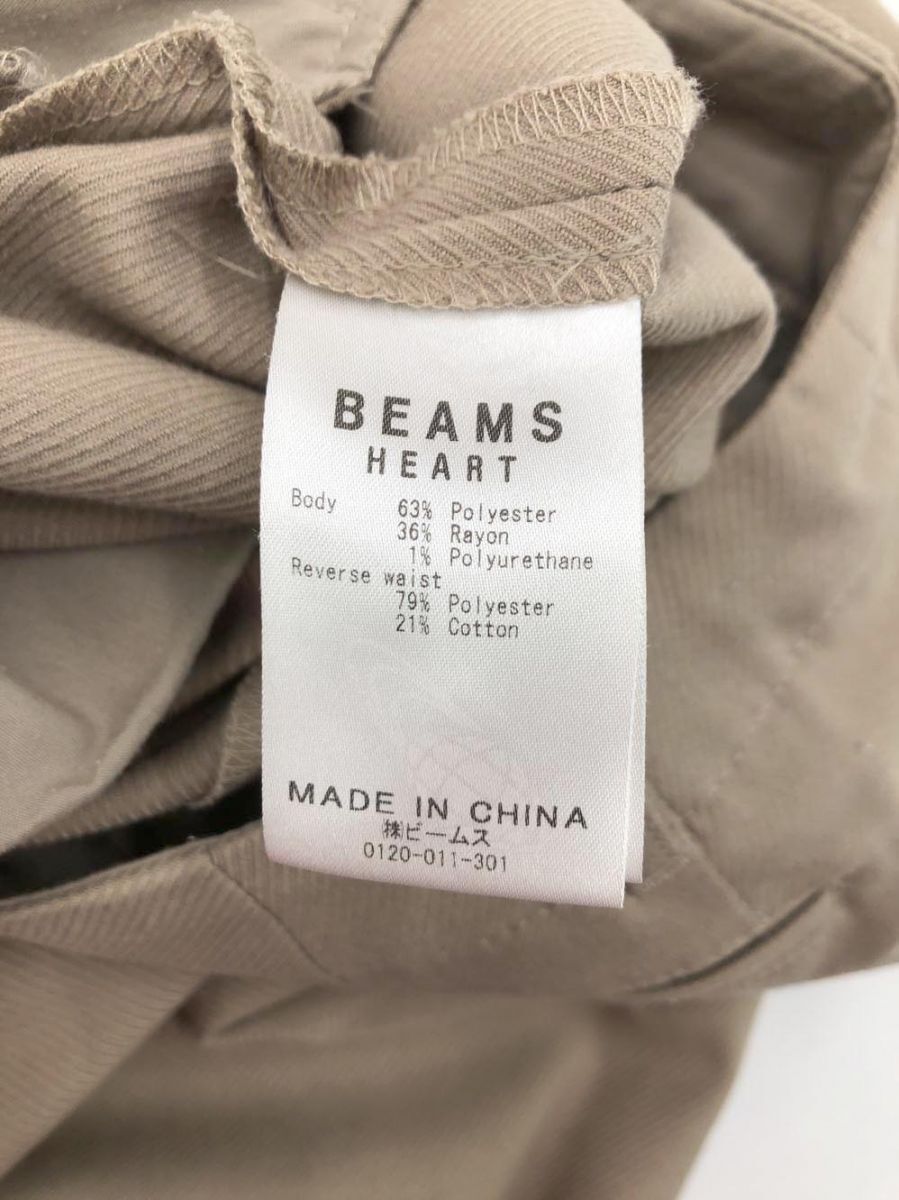 BEAMS
HEART
Body 63% Polyester
36% Rayon
1% Polyurethane
Reverse waist
79% Polyester
21% Cotton
MADE IN CHINA
㈱ビームス
0120-011-301